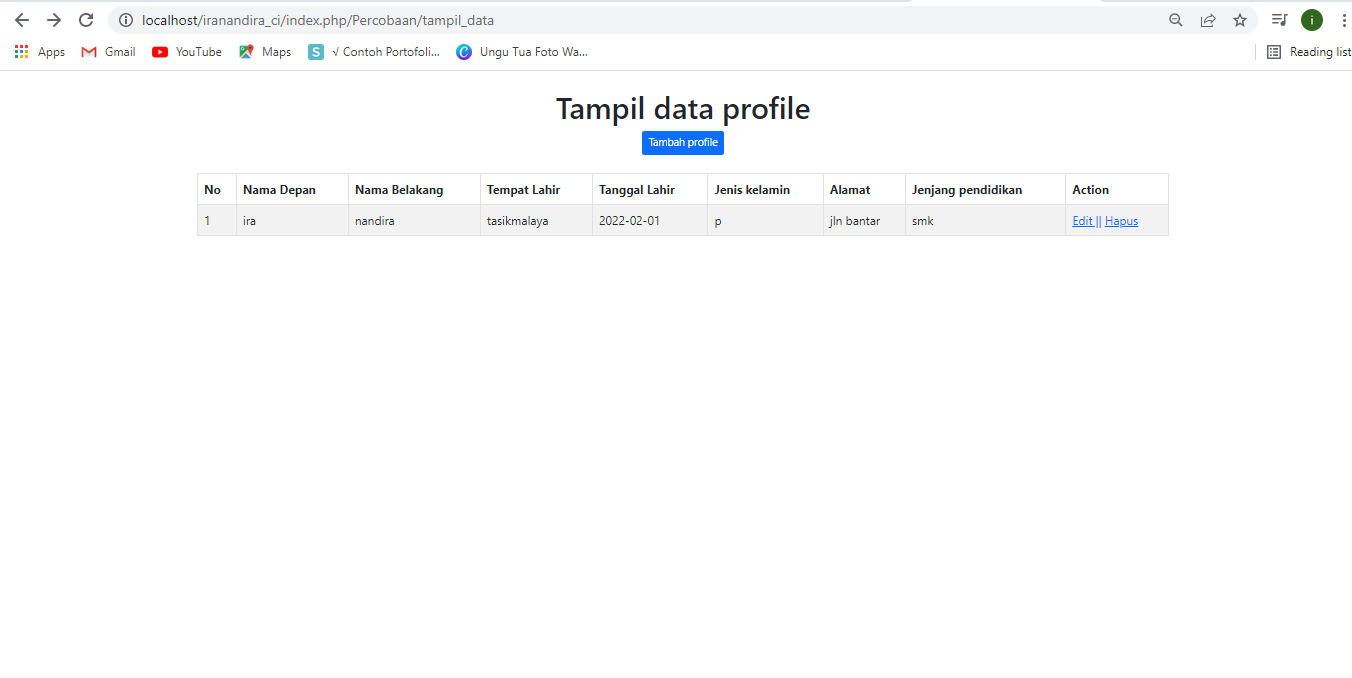 localhost/iranandira_ci/index.php/Percobaan/tampil_data
i
Apps Gmail YouTube Maps S √ Contoh Portofoli... C Ungu Tua Foto Wa... Reading list
Tampil data profile
Tambah profile
No Nama Depan Nama Belakang Tempat Lahir Tanggal Lahir Jenis kelamin Alamat Jenjang pendidikan Action
1 ira nandira tasikmalaya 2022-02-01 p jln bantar smk Edit || Hapus